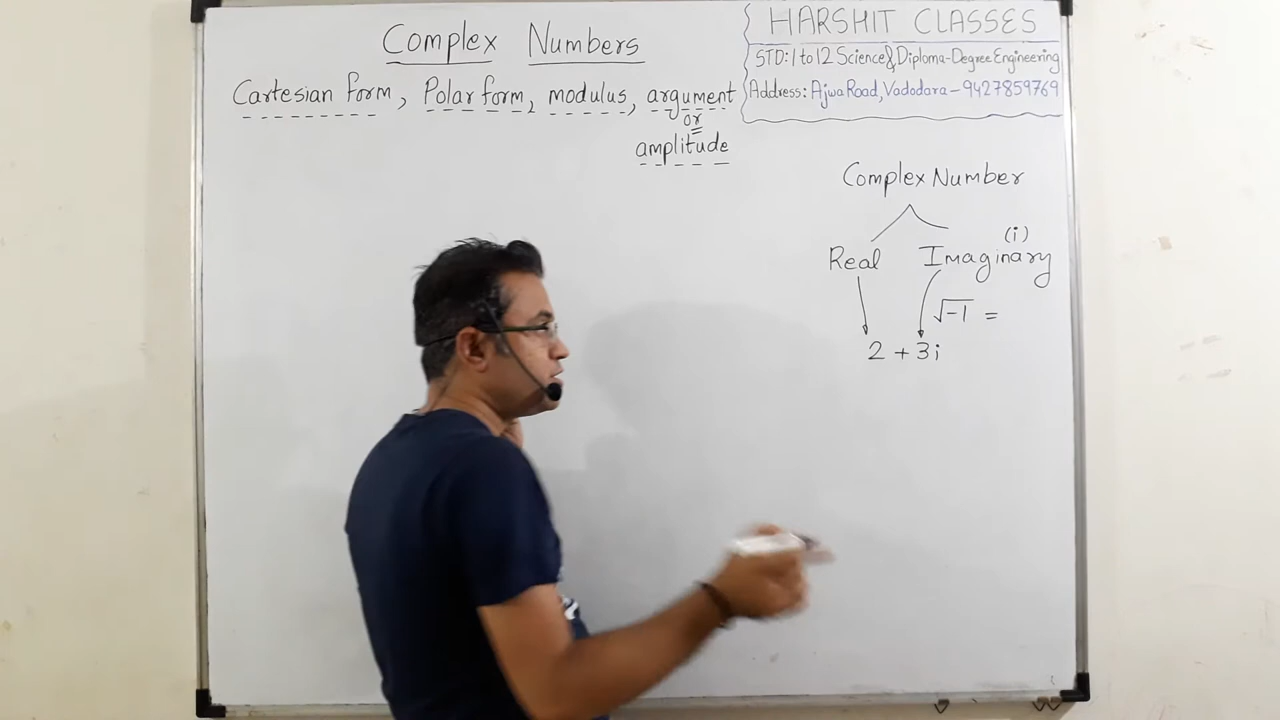 Complex Numbers
Cartesian form, Polar form, modulus, argument
or
amplitude
HARSHIT CLASSES
STD: 1 to 12 Science & Diploma-Degree Engineering
Address: Ajwa Road, Vadodara - 9427859769
Complex Number
Real Imaginary (i)
√-1 =
2 + 3i